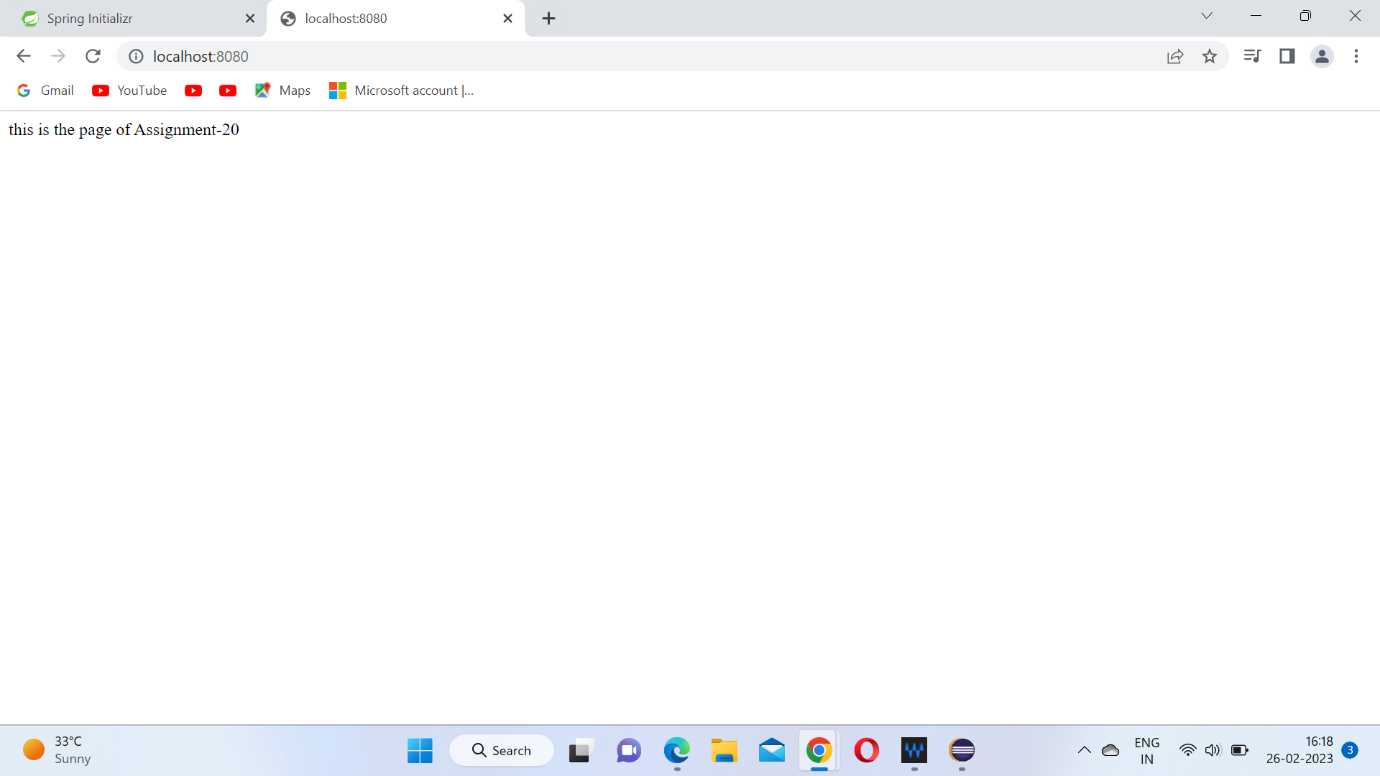 Spring Initializr
localhost:8080
localhost:8080
Gmail
YouTube
Maps
Microsoft account |...
this is the page of Assignment-20
33°C
Sunny
Search
ENG
IN
16:18
26-02-2023
3